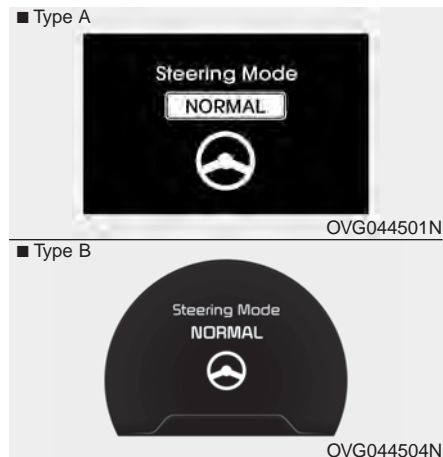 ■ Type A
Steering Mode
NORMAL
OVG044501N
■ Type B
Steering Mode
NORMAL
OVG044504N